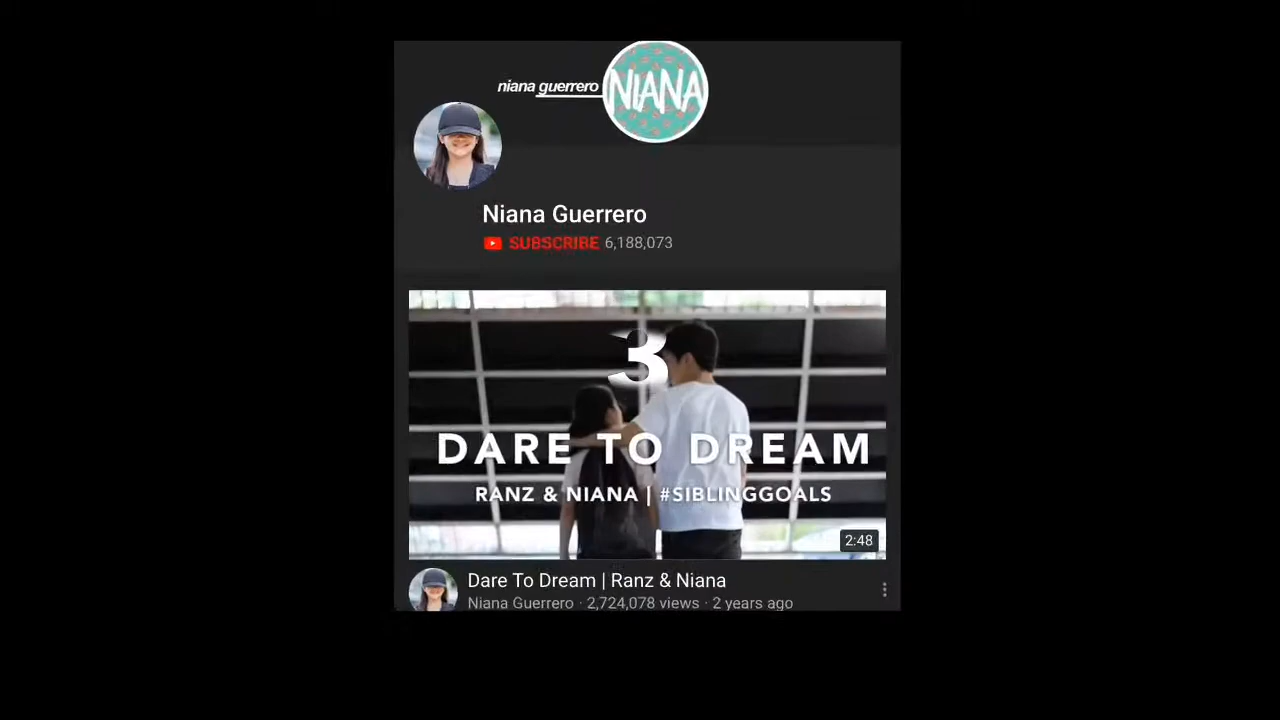 niana guerrero
NIANA
Niana Guerrero
SUBSCRIBE 6,188,073
3
DARE TO DREAM
RANZ & NIANA | #SIBLINGGOALS
2:48
Dare To Dream | Ranz & Niana
Niana Guerrero · 2,724,078 views · 2 years ago